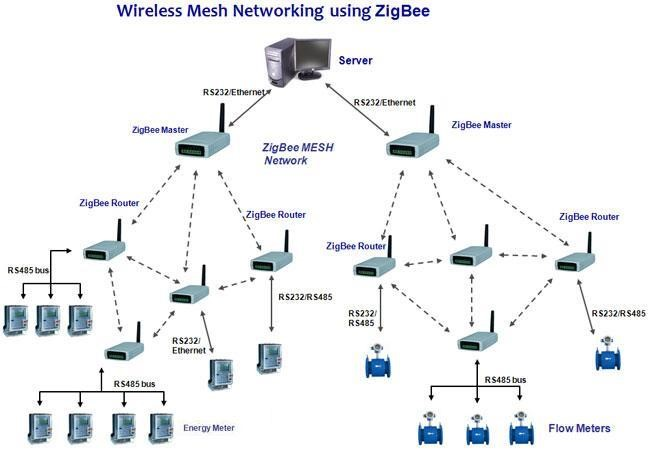 Wireless Mesh Networking using ZigBee
Server
RS232/Ethernet
RS232/Ethernet
ZigBee Master
ZigBee Master
ZigBee MESH
Network
ZigBee Router
ZigBee Router
ZigBee Router
ZigBee Router
RS485 bus
RS232/RS485
RS232/
RS485
RS232/RS485
RS232/
Ethernet
RS485 bus
RS485 bus
Energy Meter
Flow Meters